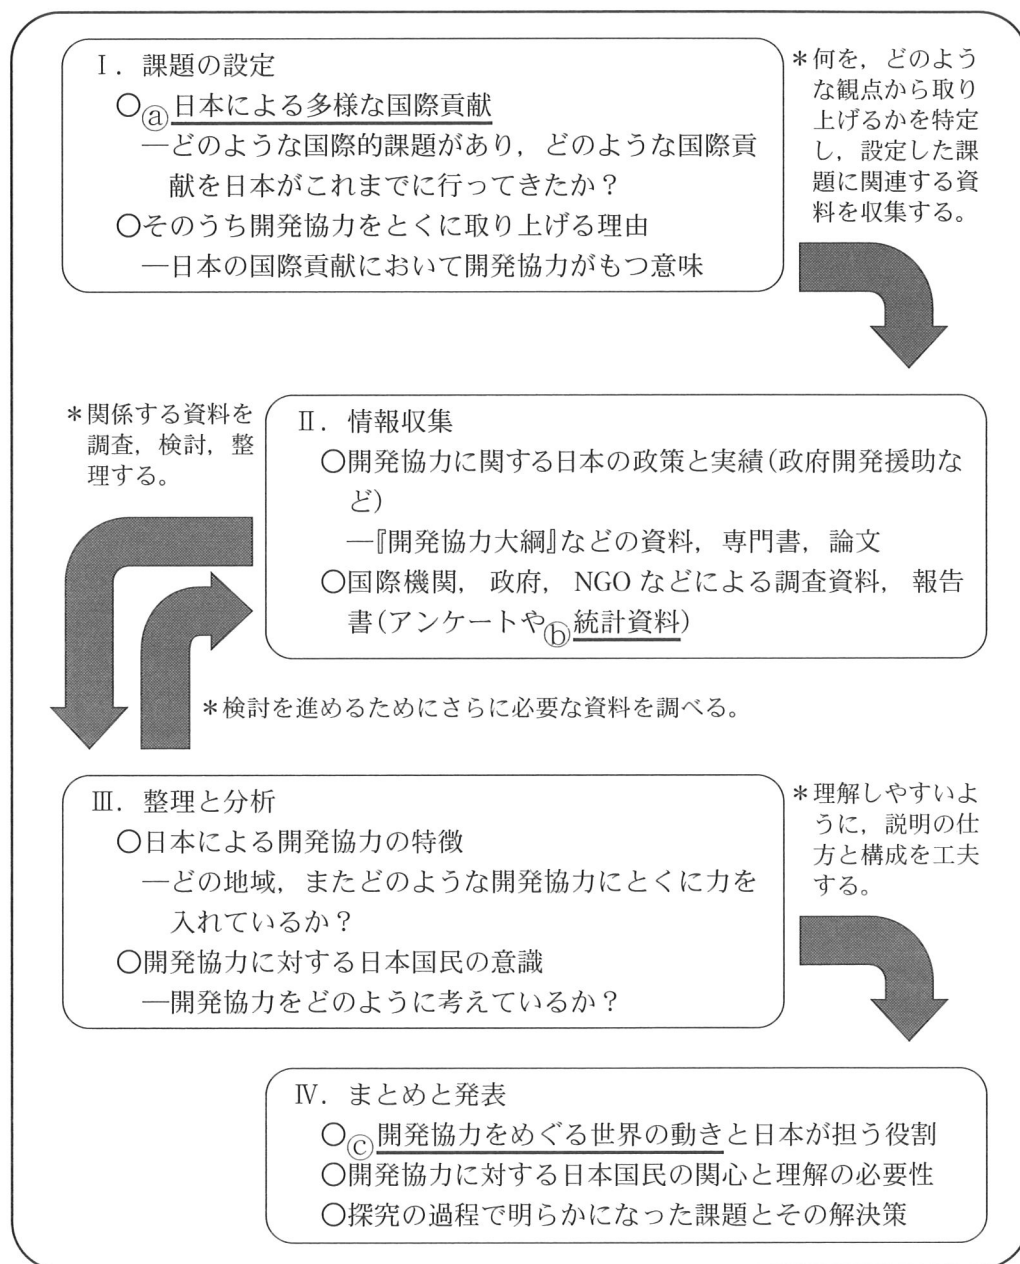 Ⅰ．課題の設定
○ⓐ日本による多様な国際貢献
―どのような国際的課題があり，どのような国際貢
献を日本がこれまでに行ってきたか？
○そのうち開発協力をとくに取り上げる理由
―日本の国際貢献において開発協力がもつ意味
＊何を，どのよう
な観点から取り
上げるかを特定
し，設定した課
題に関連する資
料を収集する。
＊関係する資料を
調査，検討，整
理する。
Ⅱ．情報収集
○開発協力に関する日本の政策と実績(政府開発援助な
ど)
―『開発協力大綱』などの資料，専門書，論文
○国際機関，政府，NGOなどによる調査資料，報告
書(アンケートやⓑ統計資料)
＊検討を進めるためにさらに必要な資料を調べる。
Ⅲ．整理と分析
○日本による開発協力の特徴
―どの地域，またどのような開発協力にとくに力を
入れているか？
○開発協力に対する日本国民の意識
―開発協力をどのように考えているか？
＊理解しやすいよ
うに，説明の仕
方と構成を工夫
する。
Ⅳ．まとめと発表
○ⓒ開発協力をめぐる世界の動きと日本が担う役割
○開発協力に対する日本国民の関心と理解の必要性
○探究の過程で明らかになった課題とその解決策